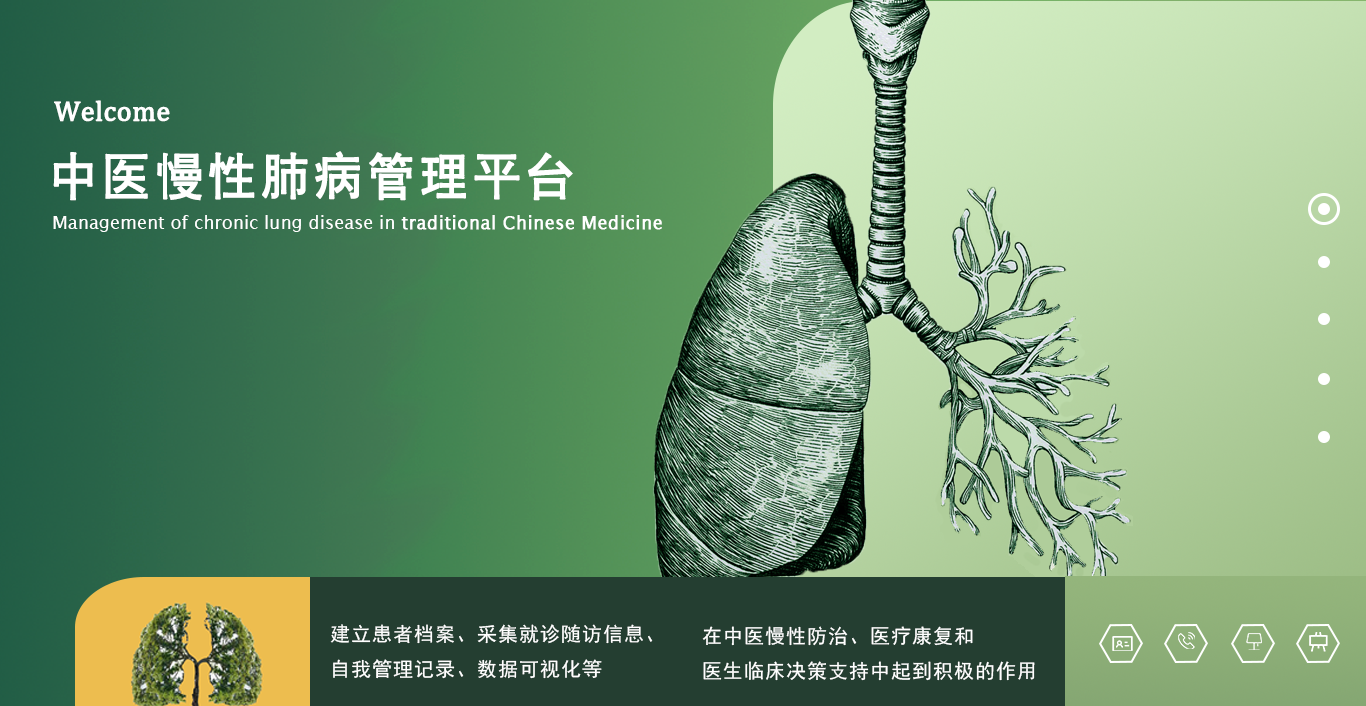 Welcome
中医慢性肺病管理平台
Management of chronic lung disease in traditional Chinese Medicine
建立患者档案、采集就诊随访信息、
自我管理记录、数据可视化等
在中医慢性防治、医疗康复和
医生临床决策支持中起到积极的作用